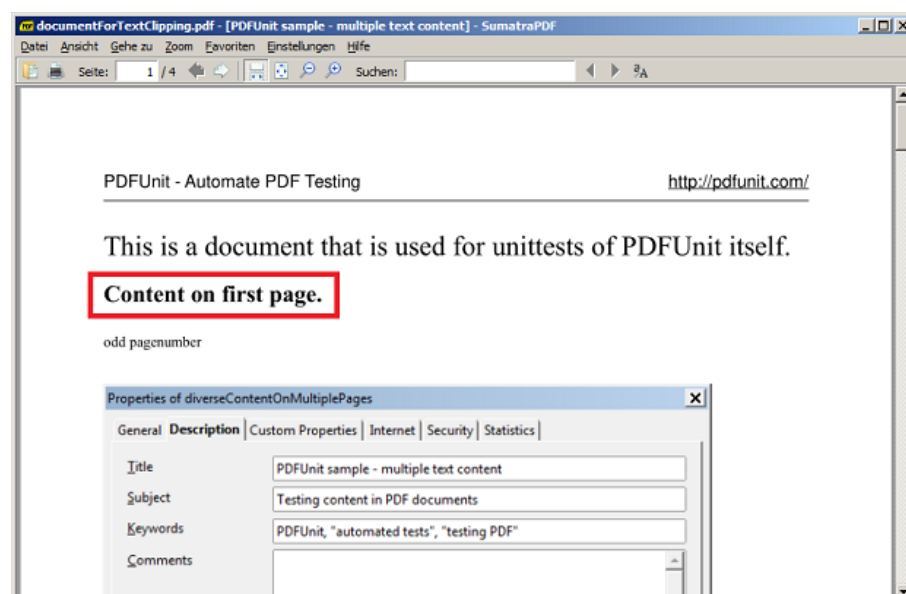 documentForTextClipping.pdf - [PDFUnit sample - multiple text content] - SumatraPDF
Datei Ansicht Gehe zu Zoom Favoriten Einstellungen Hilfe
Seite: 1 / 4 Suchen:
PDFUnit - Automate PDF Testing http://pdfunit.com/
This is a document that is used for unittests of PDFUnit itself.
Content on first page.
odd pagenumber
Properties of diverseContentOnMultiplePages
General Description Custom Properties Internet Security Statistics
Title PDFUnit sample - multiple text content
Subject Testing content in PDF documents
Keywords PDFUnit, "automated tests", "testing PDF"
Comments